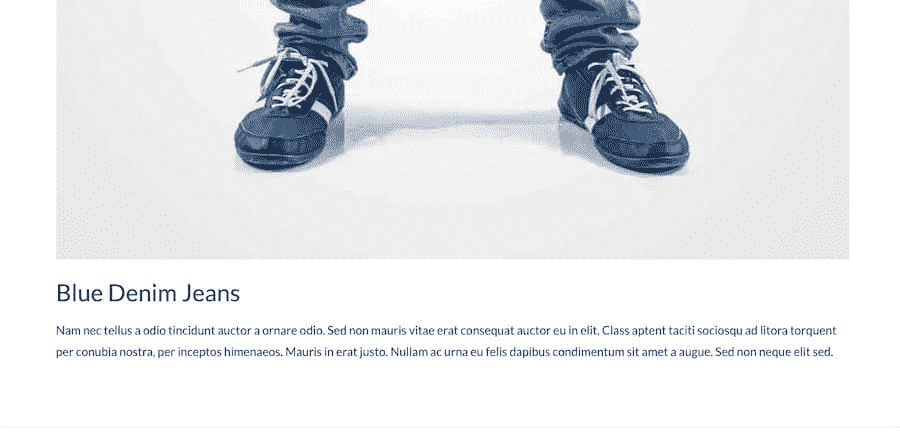 Blue Denim Jeans
Nam nec tellus a odio tincidunt auctor a ornare odio. Sed non mauris vitae erat consequat auctor eu in elit. Class aptent taciti sociosqu ad litora torquent
per conubia nostra, per inceptos himenaeos. Mauris in erat justo. Nullam ac urna eu felis dapibus condimentum sit amet a augue. Sed non neque elit sed.